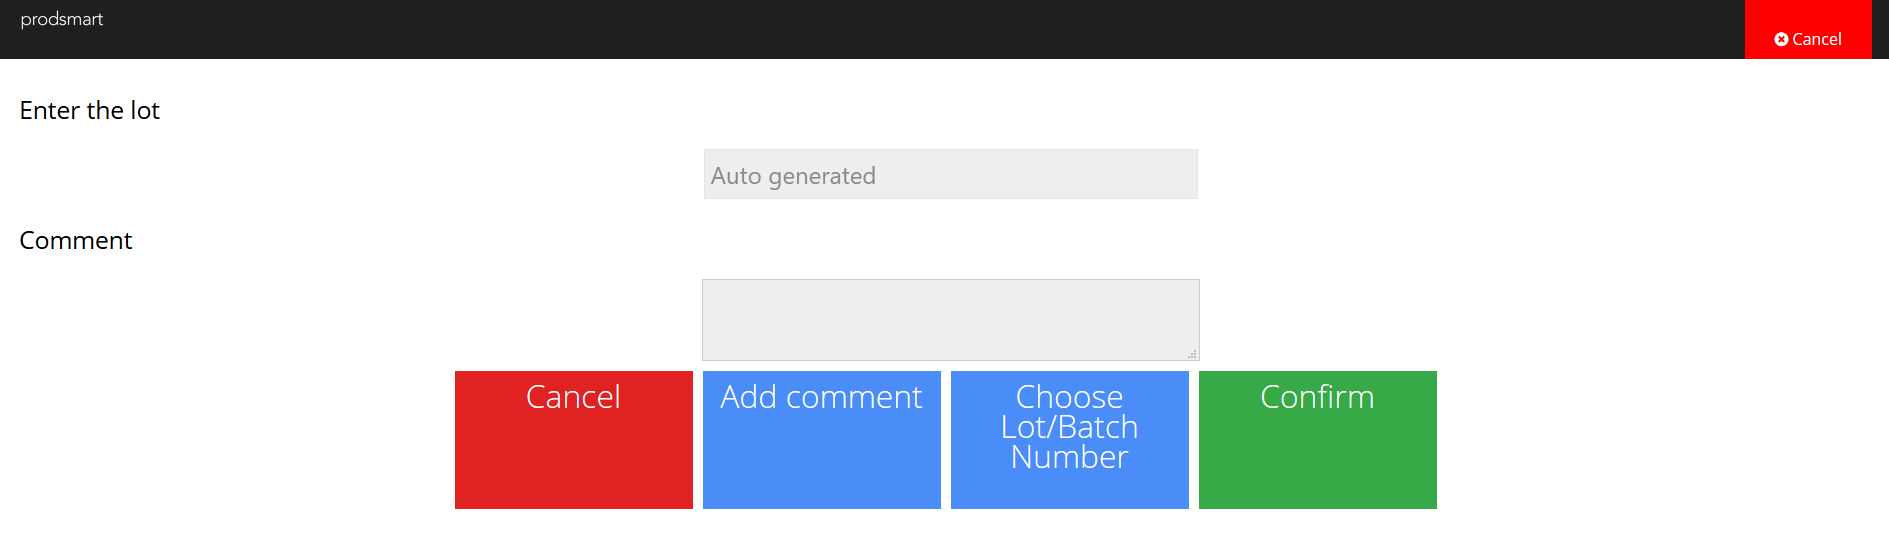 prodsmart
Cancel
Enter the lot
Auto generated
Comment
Cancel
Add comment
Choose
Lot/Batch
Number
Confirm